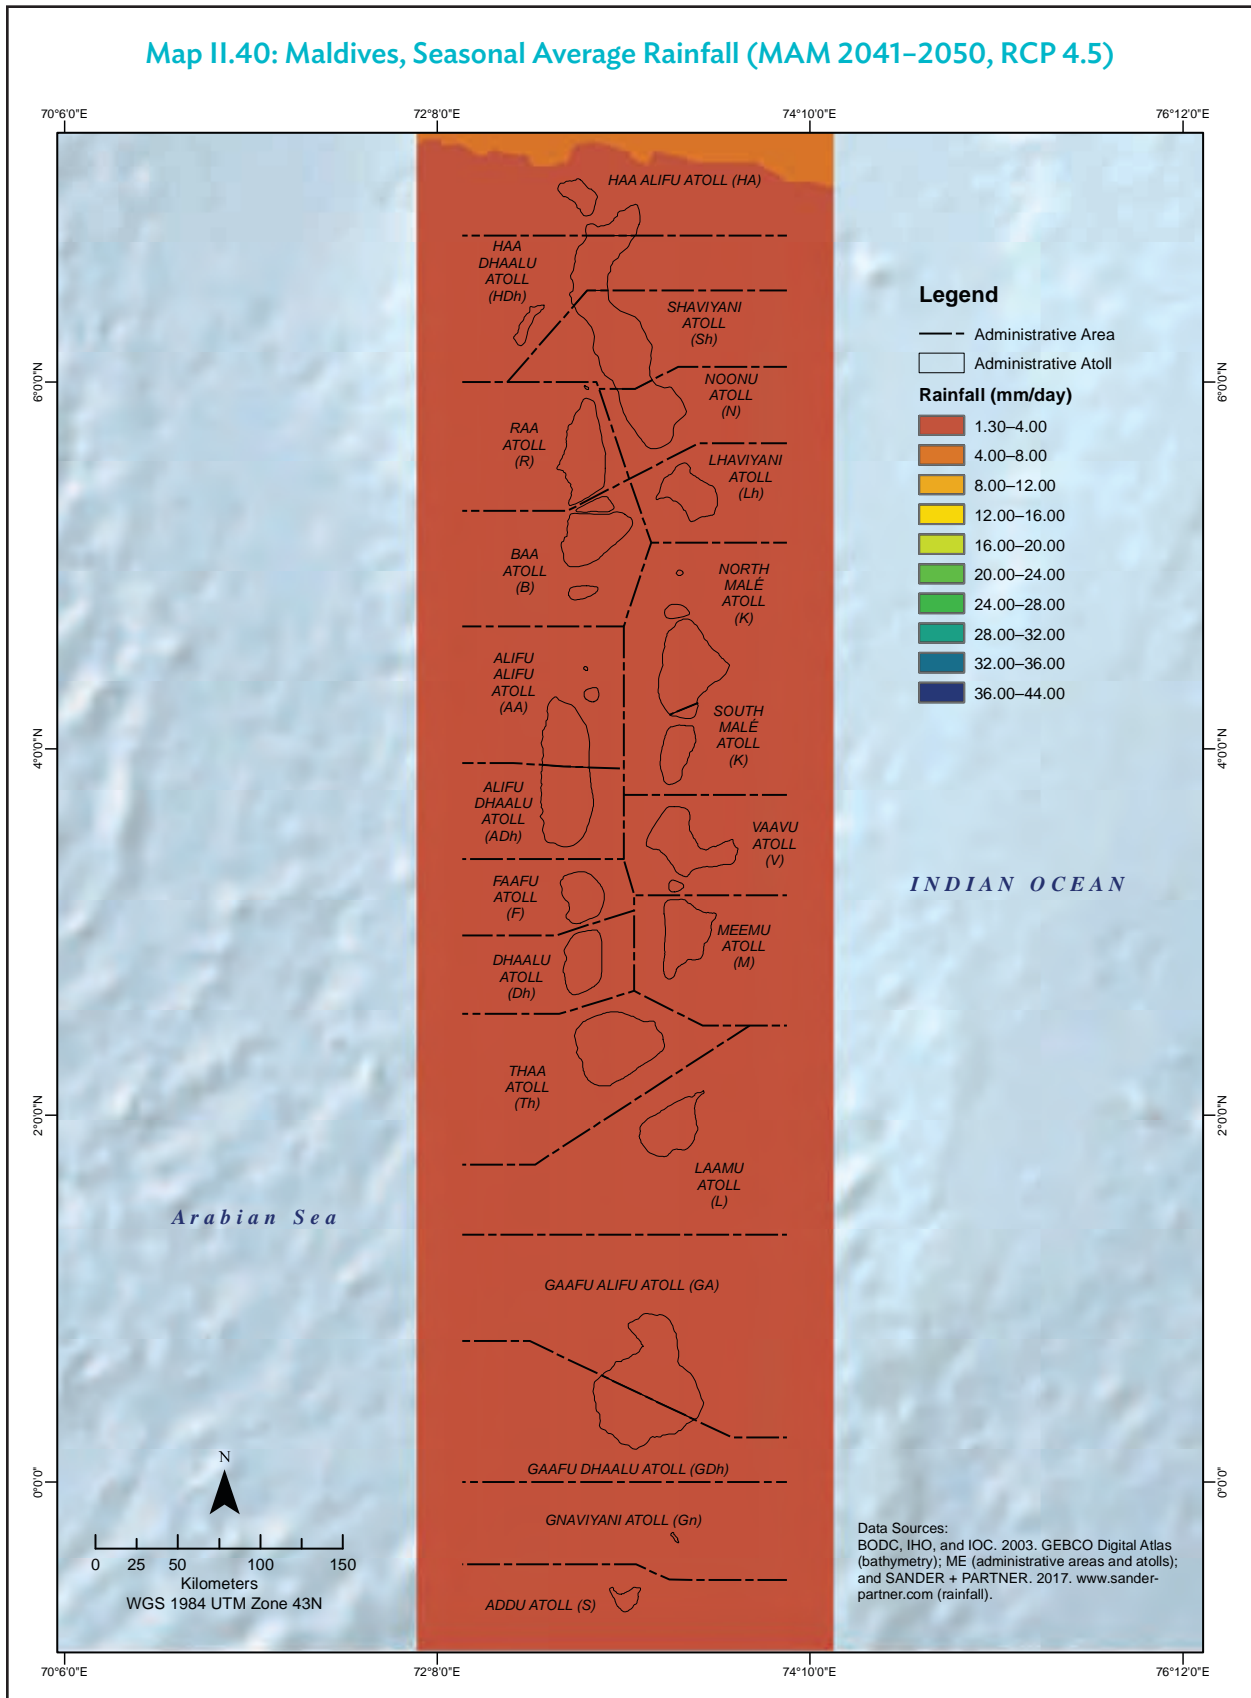 Map II.40: Maldives, Seasonal Average Rainfall (MAM 2041–2050, RCP 4.5)
70°6'0"E
72°8'0"E
74°10'0"E
76°12'0"E
HAA ALIFU ATOLL (HA)
HAA
DHAALU
ATOLL
(HDh)
SHAVIYANI
ATOLL
(Sh)
6°0'0"N
6°0'0"N
NOONU
ATOLL
(N)
RAA
ATOLL
(R)
LHAVIYANI
ATOLL
(Lh)
BAA
ATOLL
(B)
NORTH
MALÉ
ATOLL
(K)
ALIFU
ALIFU
ATOLL
(AA)
SOUTH
MALÉ
ATOLL
(K)
4°0'0"N
4°0'0"N
ALIFU
DHAALU
ATOLL
(ADh)
VAAVU
ATOLL
(V)
FAAFU
ATOLL
(F)
MEEMU
ATOLL
(M)
DHAALU
ATOLL
(Dh)
THAA
ATOLL
(Th)
2°0'0"N
2°0'0"N
LAAMU
ATOLL
(L)
GAAFU ALIFU ATOLL (GA)
GAAFU DHAALU ATOLL (GDh)
0°0'0"
0°0'0"
GNAVIYANI ATOLL (Gn)
ADDU ATOLL (S)
Legend
Administrative Area
Administrative Atoll
Rainfall (mm/day)
1.30–4.00
4.00–8.00
8.00–12.00
12.00–16.00
16.00–20.00
20.00–24.00
24.00–28.00
28.00–32.00
32.00–36.00
36.00–44.00
INDIAN OCEAN
Arabian Sea
N
0 25 50 100 150
Kilometers
WGS 1984 UTM Zone 43N
Data Sources:
BODC, IHO, and IOC. 2003. GEBCO Digital Atlas
(bathymetry); ME (administrative areas and atolls);
and SANDER + PARTNER. 2017. www.sander-
partner.com (rainfall).
70°6'0"E
72°8'0"E
74°10'0"E
76°12'0"E